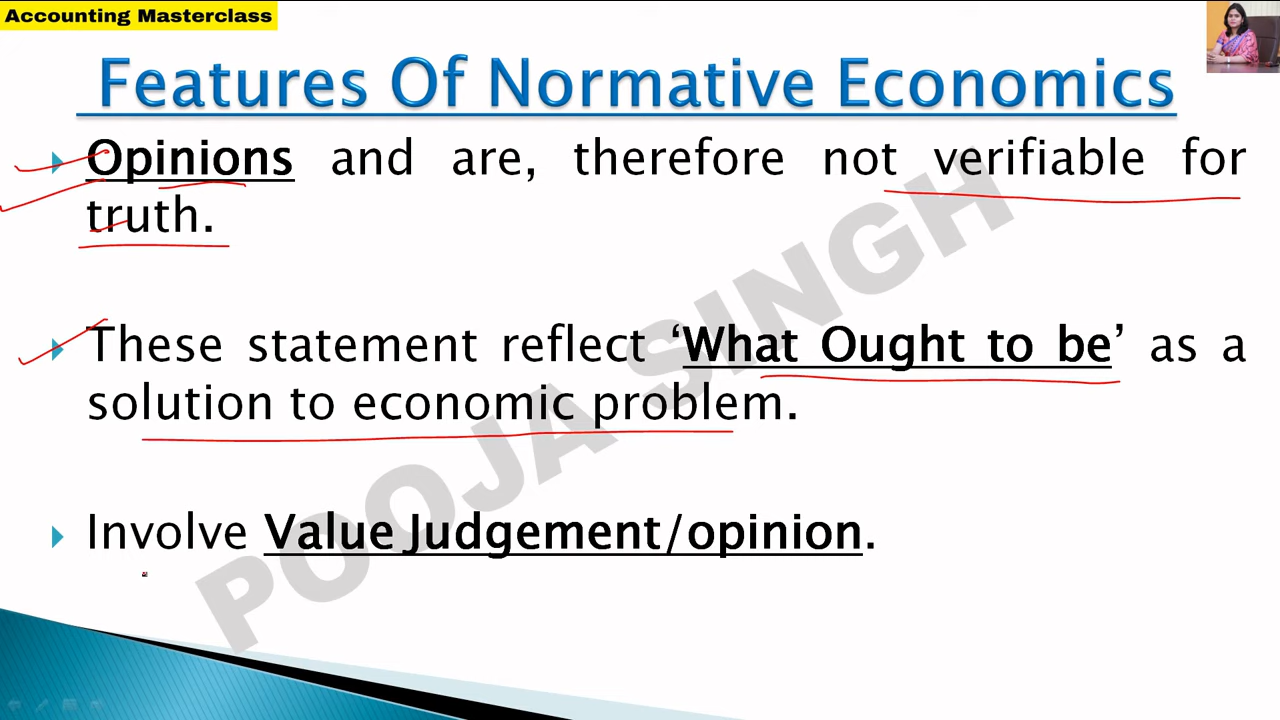 Accounting Masterclass
Features Of Normative Economics
Opinions and are, therefore not verifiable for
truth.
These statement reflect ‘What Ought to be’ as a
solution to economic problem.
Involve Value Judgement/opinion.
POOJA SINGH